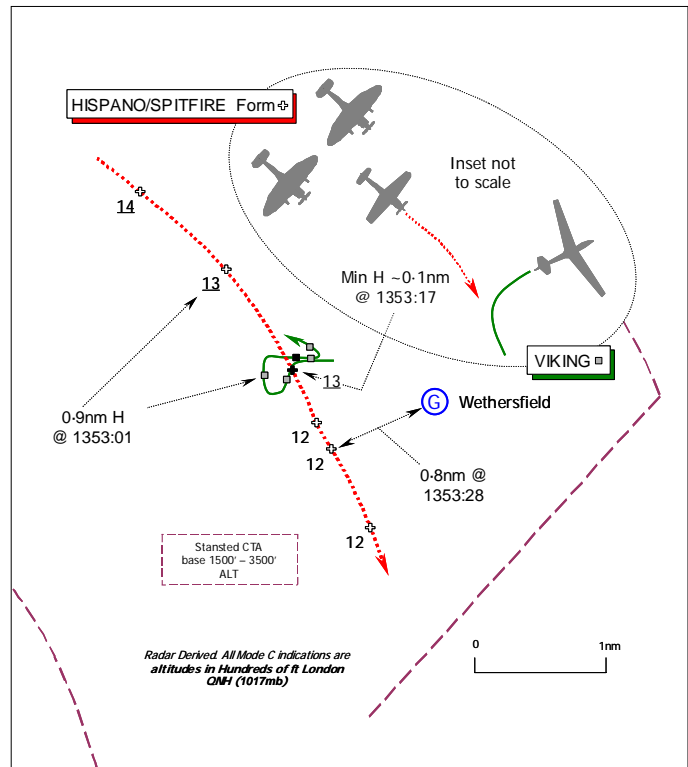 HISPANO/SPITFIRE Form
Inset not
to scale
14
13
Min H ~0·1nm
@ 1353:17
VIKING
13
G Wethersfield
0·9nm H
@ 1353:01
12
12
0·8nm @
1353:28
12
Stansted CTA
base 1500' – 3500'
ALT
0 1nm
Radar Derived. All Mode C indications are
altitudes in Hundreds of ft London
QNH (1017mb)